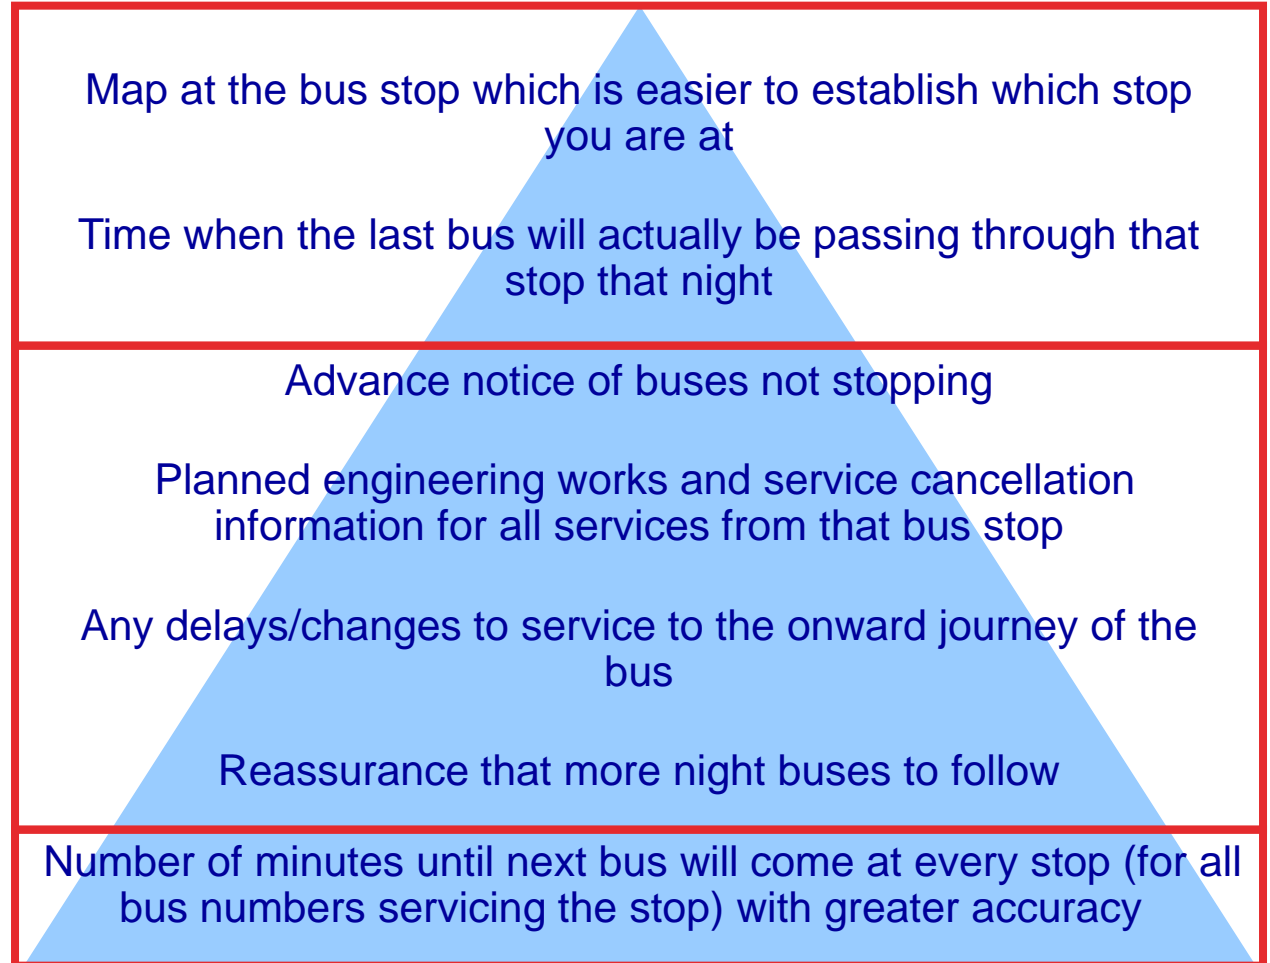 Map at the bus stop which is easier to establish which stop
you are at
Time when the last bus will actually be passing through that
stop that night
Advance notice of buses not stopping
Planned engineering works and service cancellation
information for all services from that bus stop
Any delays/changes to service to the onward journey of the
bus
Reassurance that more night buses to follow
Number of minutes until next bus will come at every stop (for all
bus numbers servicing the stop) with greater accuracy